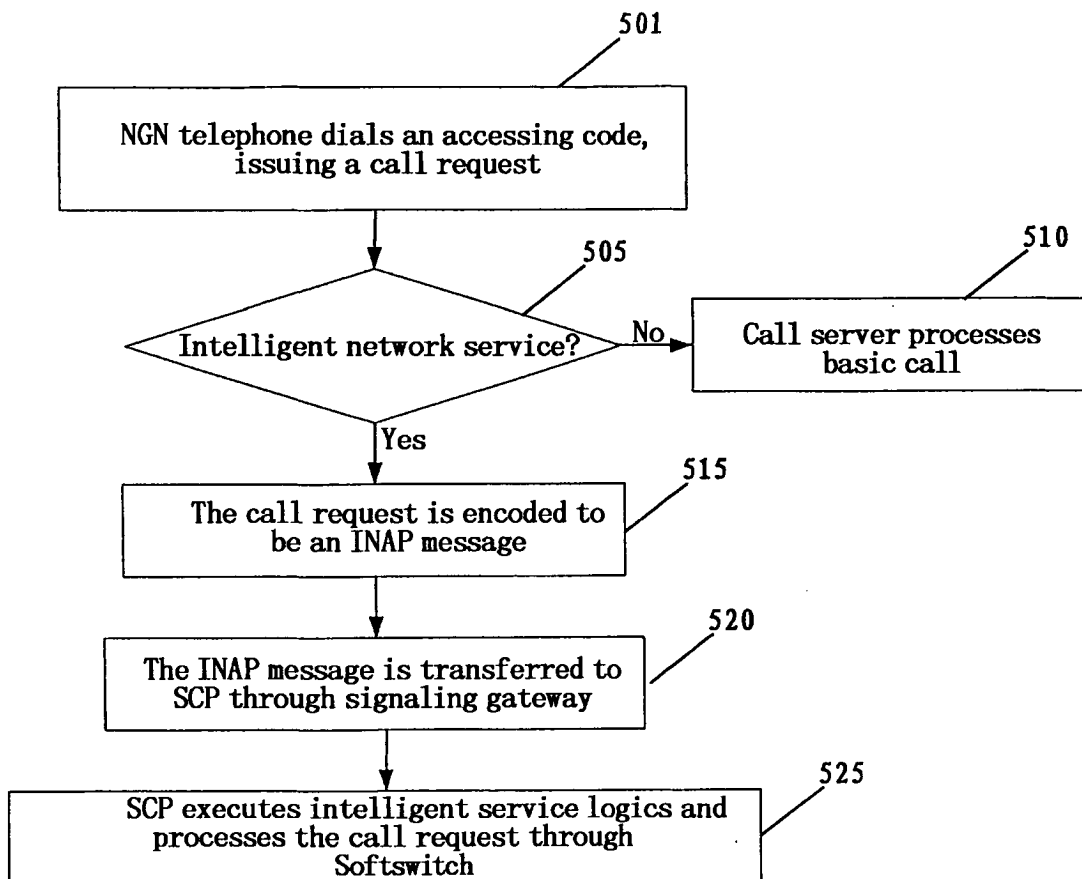 501
NGN telephone dials an accessing code,
issuing a call request
505
510
Intelligent network service?
No
Call server processes
basic call
Yes
515
The call request is encoded to
be an INAP message
520
The INAP message is transferred to
SCP through signaling gateway
525
SCP executes intelligent service logics and
processes the call request through
Softswitch